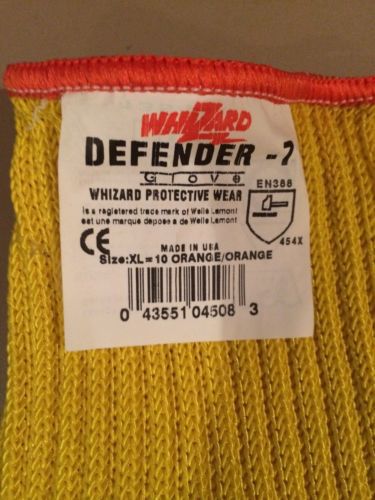 WHIZARD
DEFENDER - 7
Glove
WHIZARD PROTECTIVE WEAR
is a registered trade mark of Wells Lamont
est une marque depose a de Wells Lamont
EN388
454X
CE
MADE IN USA
Size:XL=10 ORANGE/ORANGE
0 43551 04508 3